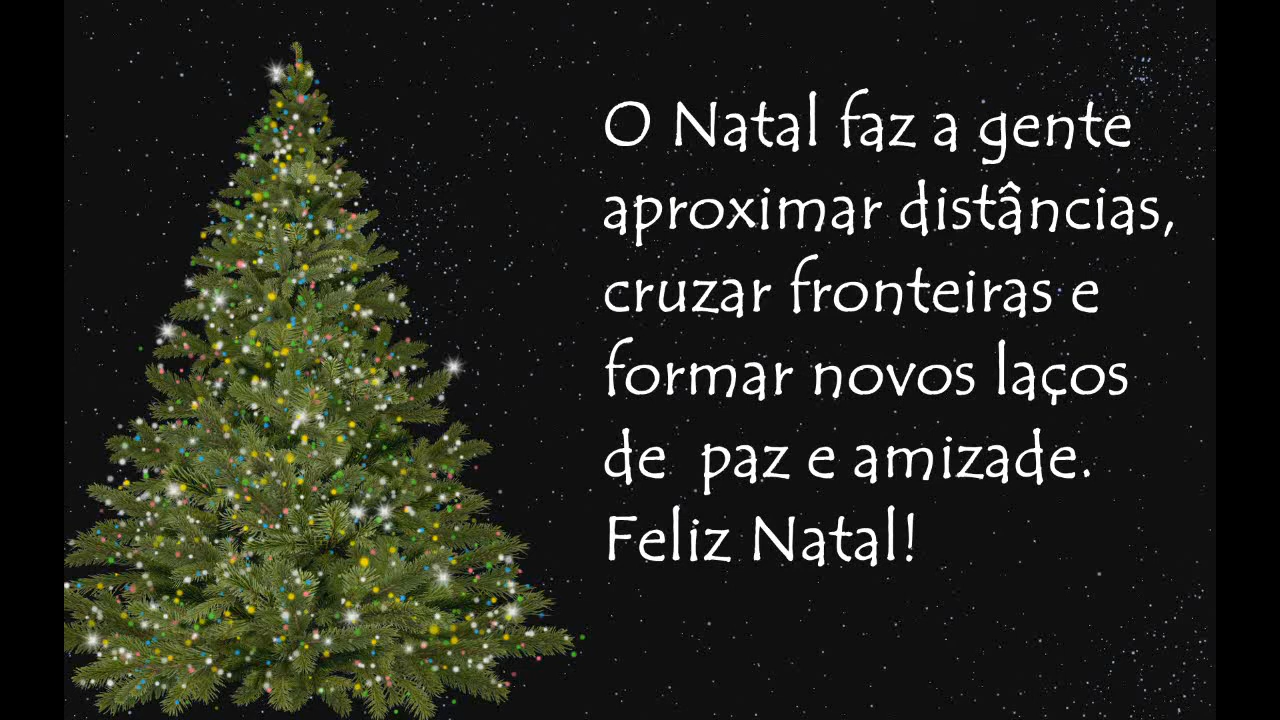 O Natal faz a gente
aproximar distâncias,
cruzar fronteiras e
formar novos laços
de  paz e amizade.
Feliz Natal!